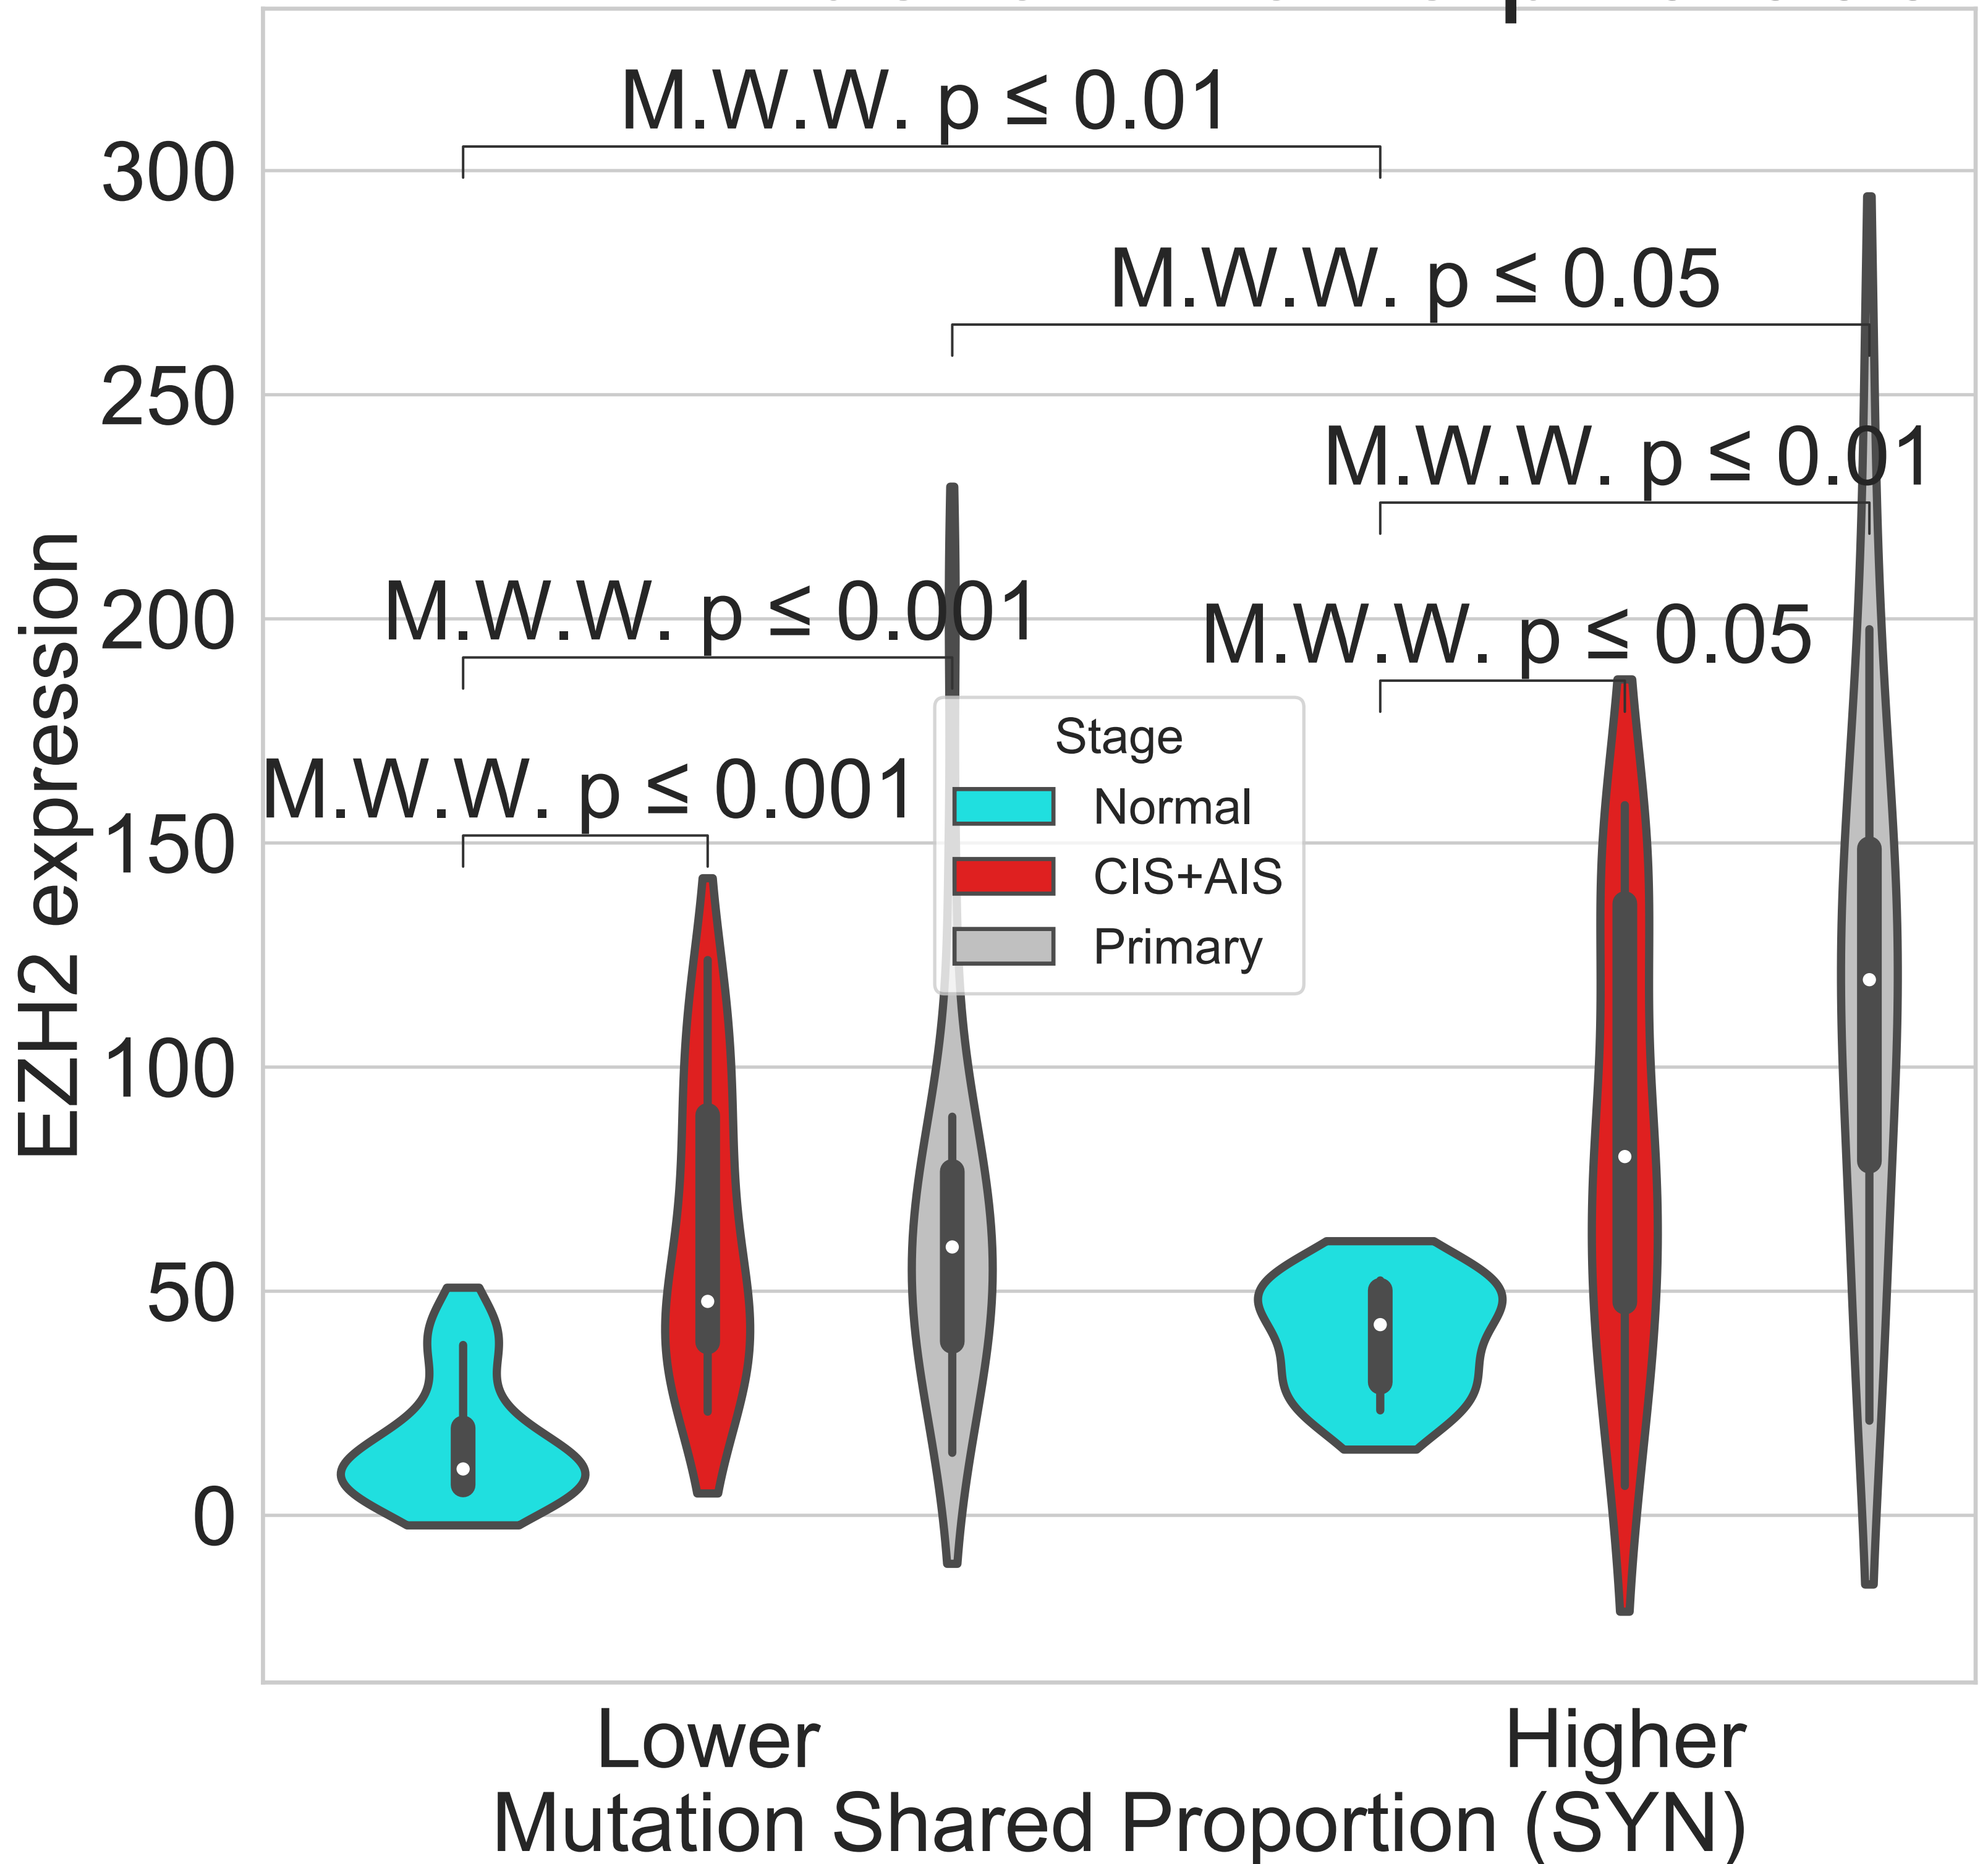 M.W.W. p ≤ 0.01
300
M.W.W. p ≤ 0.05
250
M.W.W. p ≤ 0.01
M.W.W. p ≤ 0.001
200
M.W.W. p ≤ 0.05
M.W.W. p ≤ 0.001
150
Stage
Normal
CIS+AIS
Primary
EZH2 expression
100
50
0
Lower
Higher
Mutation Shared Proportion (SYN)